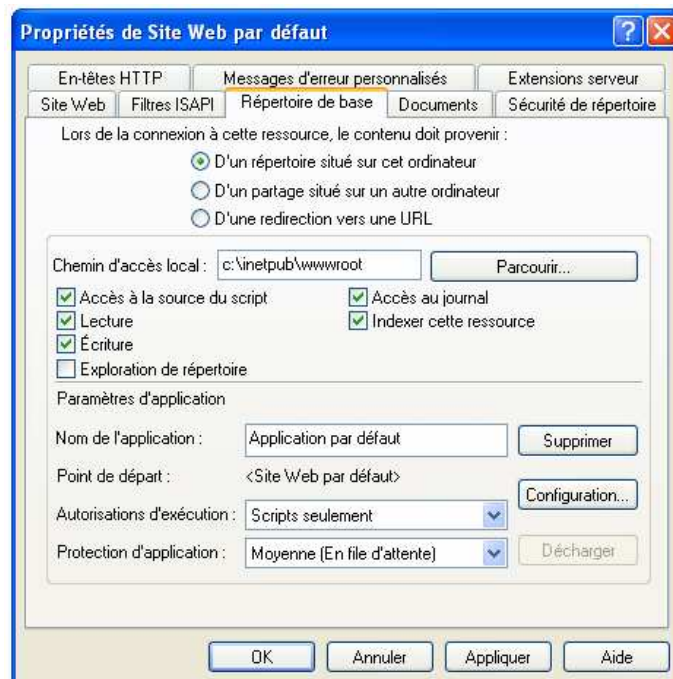 Propriétés de Site Web par défaut
En-têtes HTTP Messages d'erreur personnalisés Extensions serveur
Site Web Filtres ISAPI Répertoire de base Documents Sécurité de répertoire
Lors de la connexion à cette ressource, le contenu doit provenir :
D'un répertoire situé sur cet ordinateur
D'un partage situé sur un autre ordinateur
D'une redirection vers une URL
Chemin d'accès local : c:\inetpub\wwwroot Parcourir...
Accès à la source du script Accès au journal
Lecture Indexer cette ressource
Écriture
Exploration de répertoire
Paramètres d'application
Nom de l'application : Application par défaut Supprimer
Point de départ : <Site Web par défaut>
Configuration...
Autorisations d'exécution : Scripts seulement
Protection d'application : Moyenne (En file d'attente) Décharger
OK Annuler Appliquer Aide